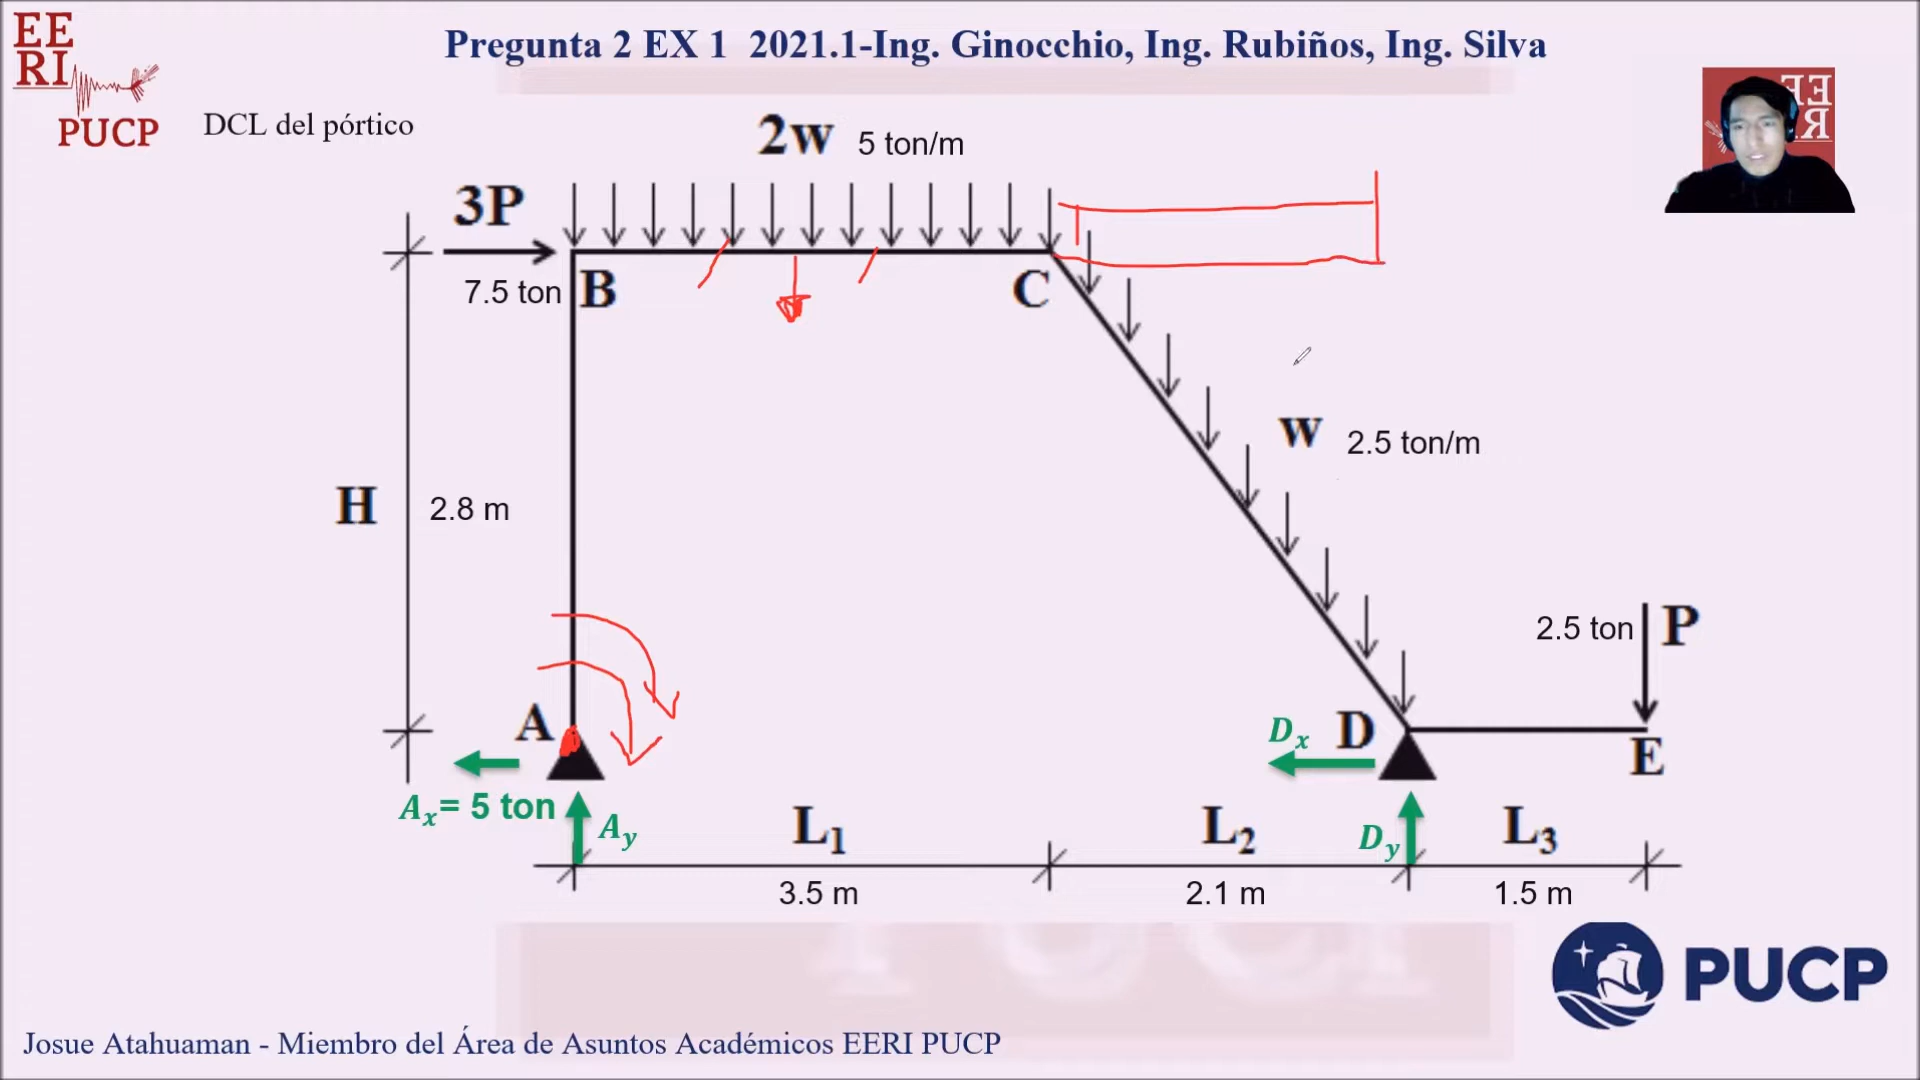 EE
RI
PUCP
Pregunta 2 EX 1 2021.1-Ing. Ginocchio, Ing. Rubiños, Ing. Silva
DCL del pórtico
2w 5 ton/m
3P
7.5 ton
B
C
w 2.5 ton/m
H 2.8 m
2.5 ton P
A
Dx D
E
Ax= 5 ton
Ay
L1
L2
Dy
L3
3.5 m
2.1 m
1.5 m
PUCP
Josue Atahuaman - Miembro del Área de Asuntos Académicos EERI PUCP